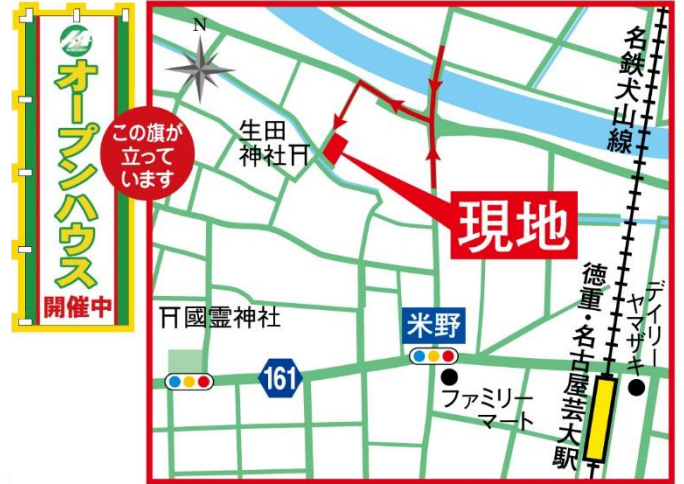 オープンハウス
開催中
この旗が
立って
います
N
生田
神社
現地
名鉄犬山線
國霊神社
161
米野
ファミリー
マート
徳重・名古屋芸大駅
デイリー
ヤマザキ